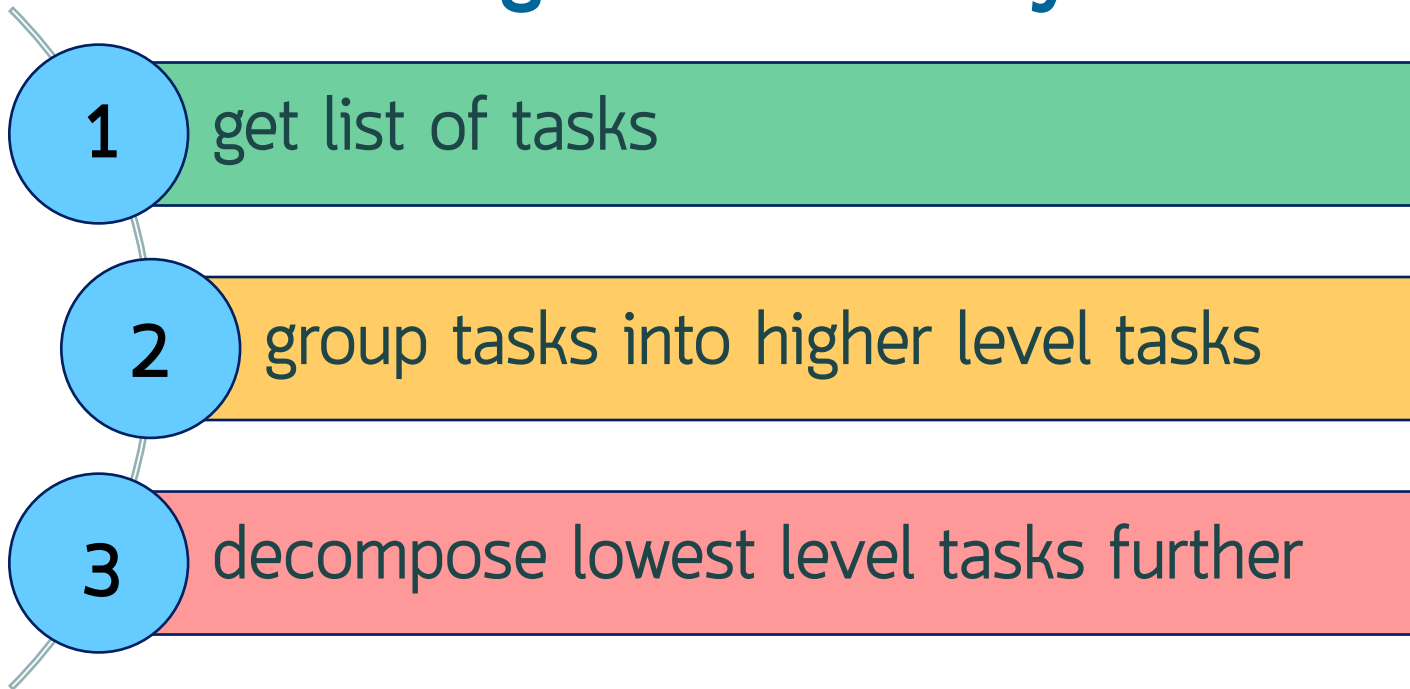 1
get list of tasks
2
group tasks into higher level tasks
3
decompose lowest level tasks further